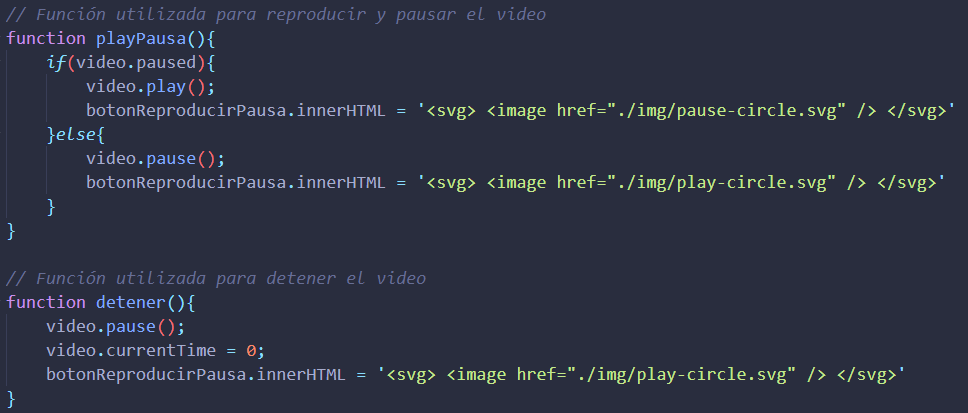 // Función utilizada para reproducir y pausar el video
function playPausa(){
    if(video.paused){
        video.play();
        botonReproducirPausa.innerHTML = '<svg> <image href="./img/pause-circle.svg" /> </svg>'
    }else{
        video.pause();
        botonReproducirPausa.innerHTML = '<svg> <image href="./img/play-circle.svg" /> </svg>'
    }
}

// Función utilizada para detener el video
function detener(){
    video.pause();
    video.currentTime = 0;
    botonReproducirPausa.innerHTML = '<svg> <image href="./img/play-circle.svg" /> </svg>'
}